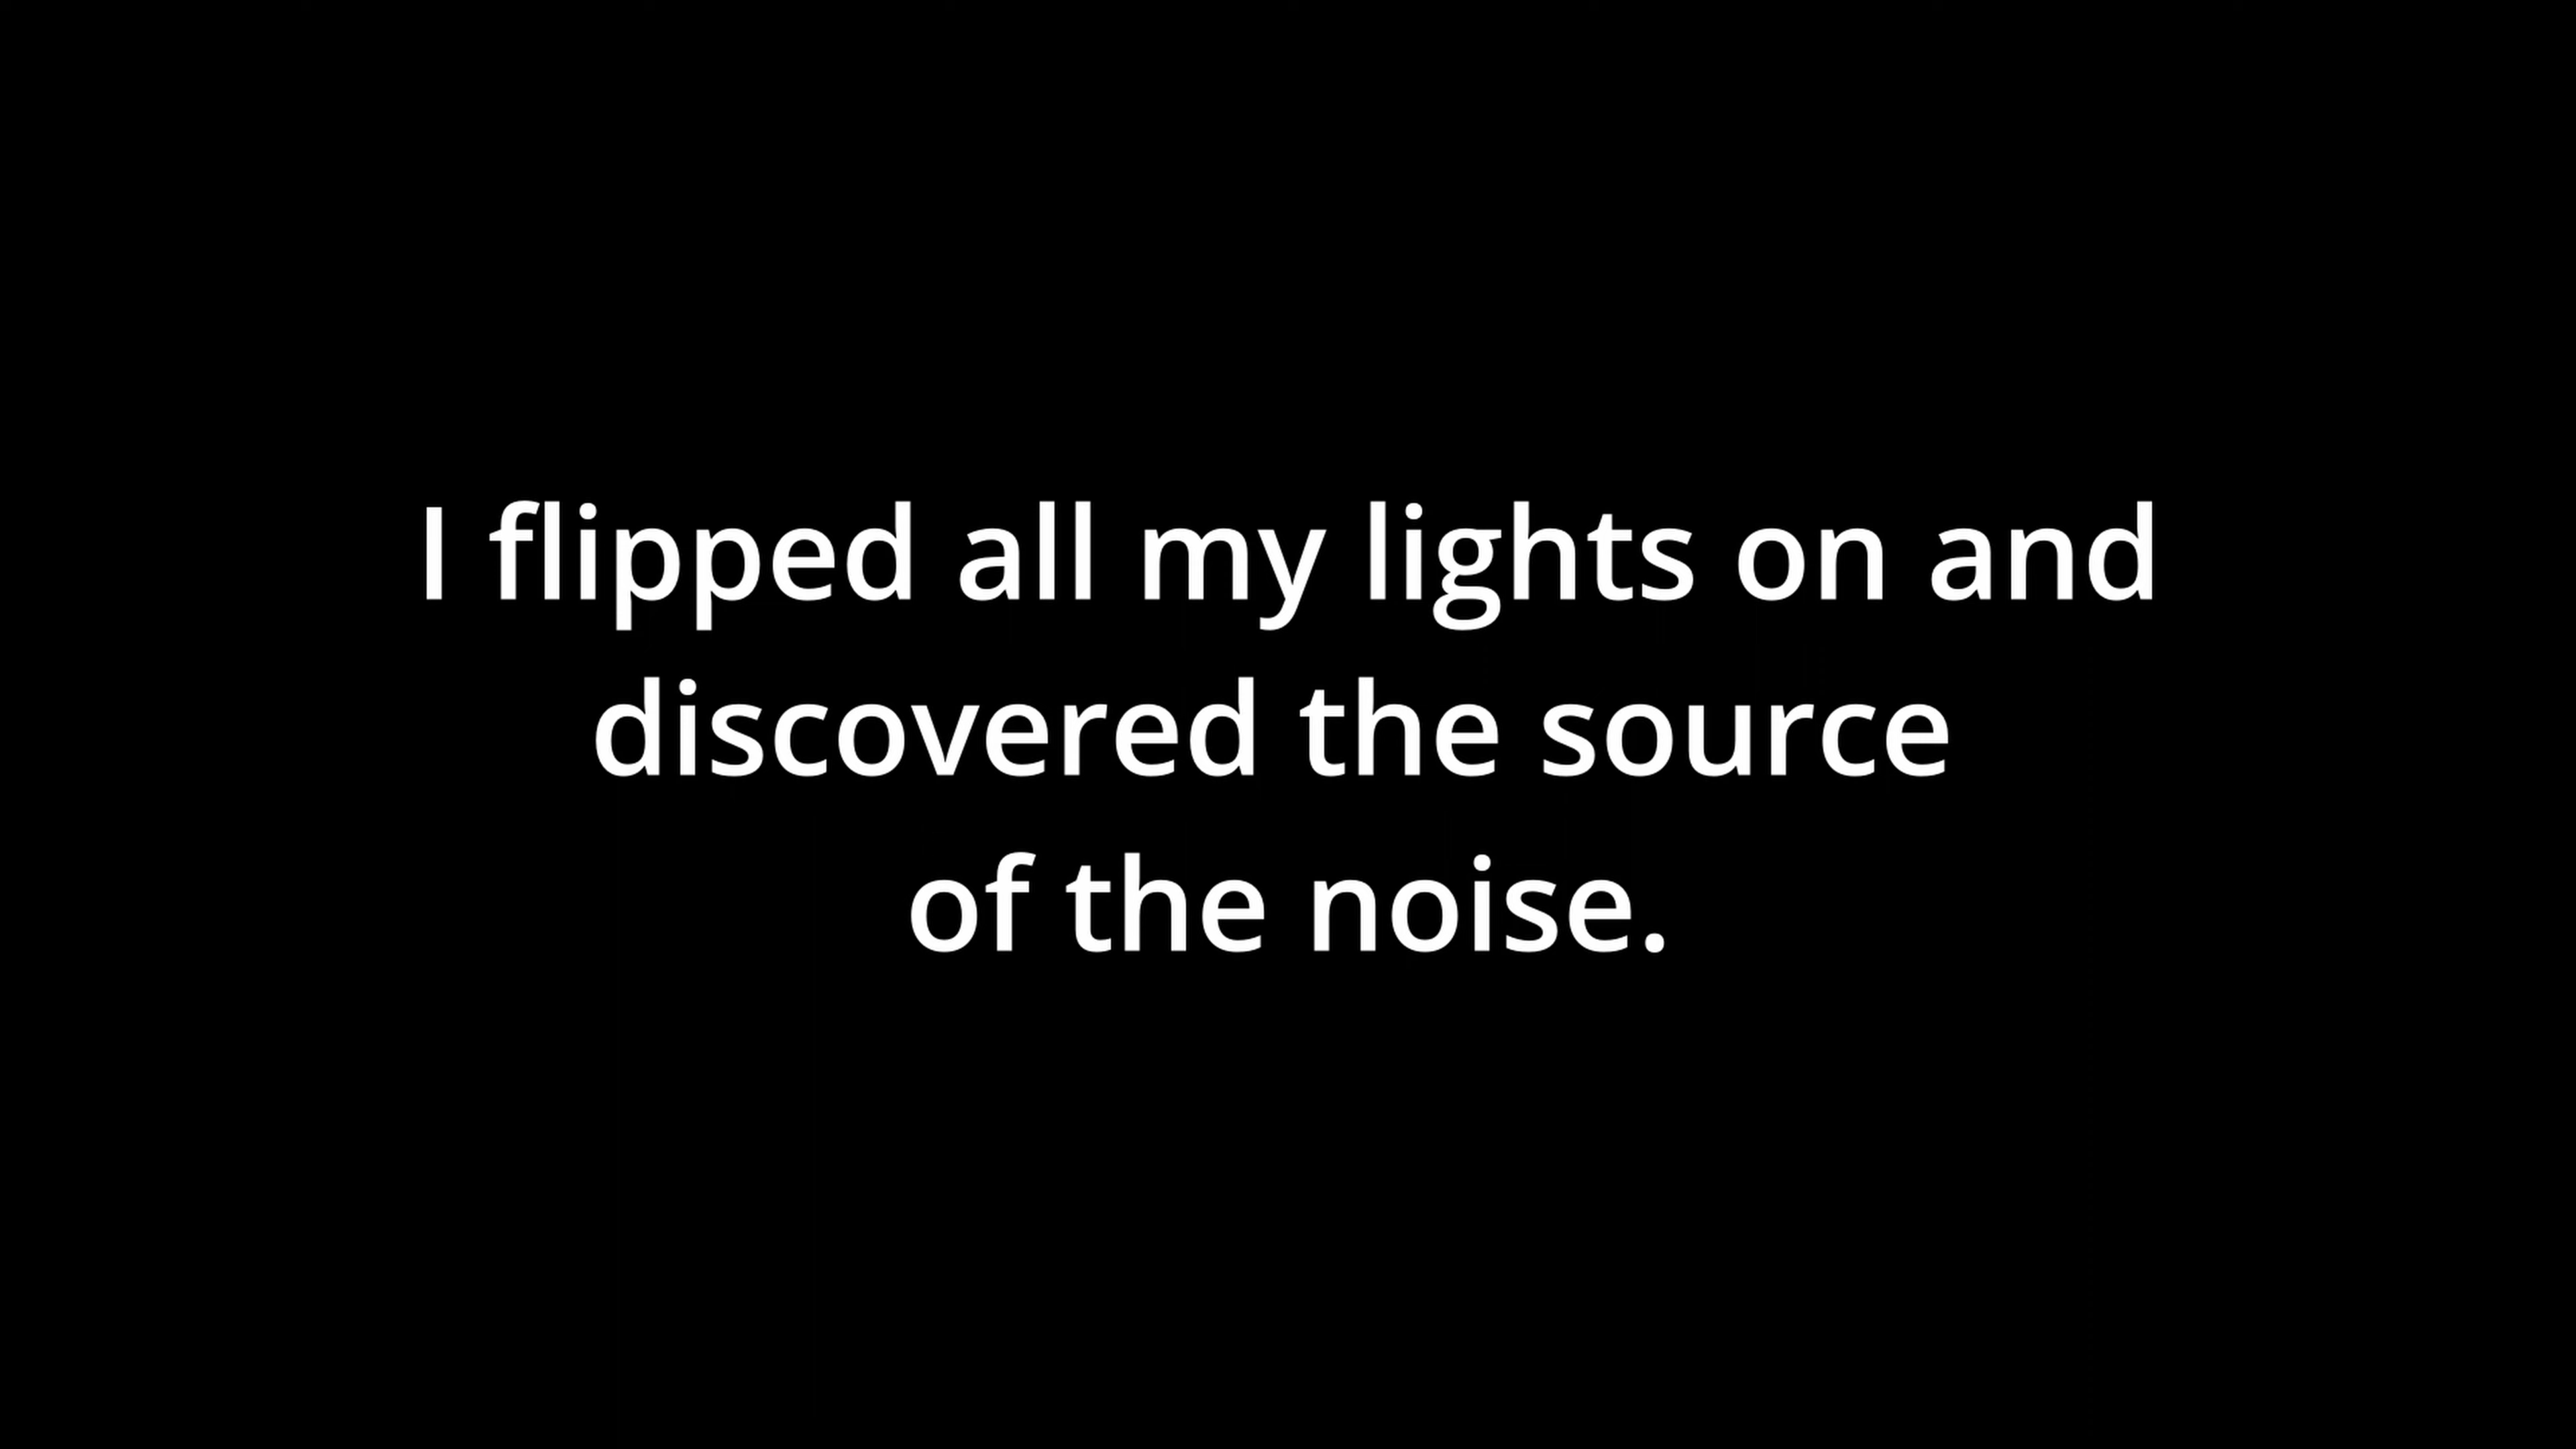 I flipped all my lights on and
discovered the source
of the noise.